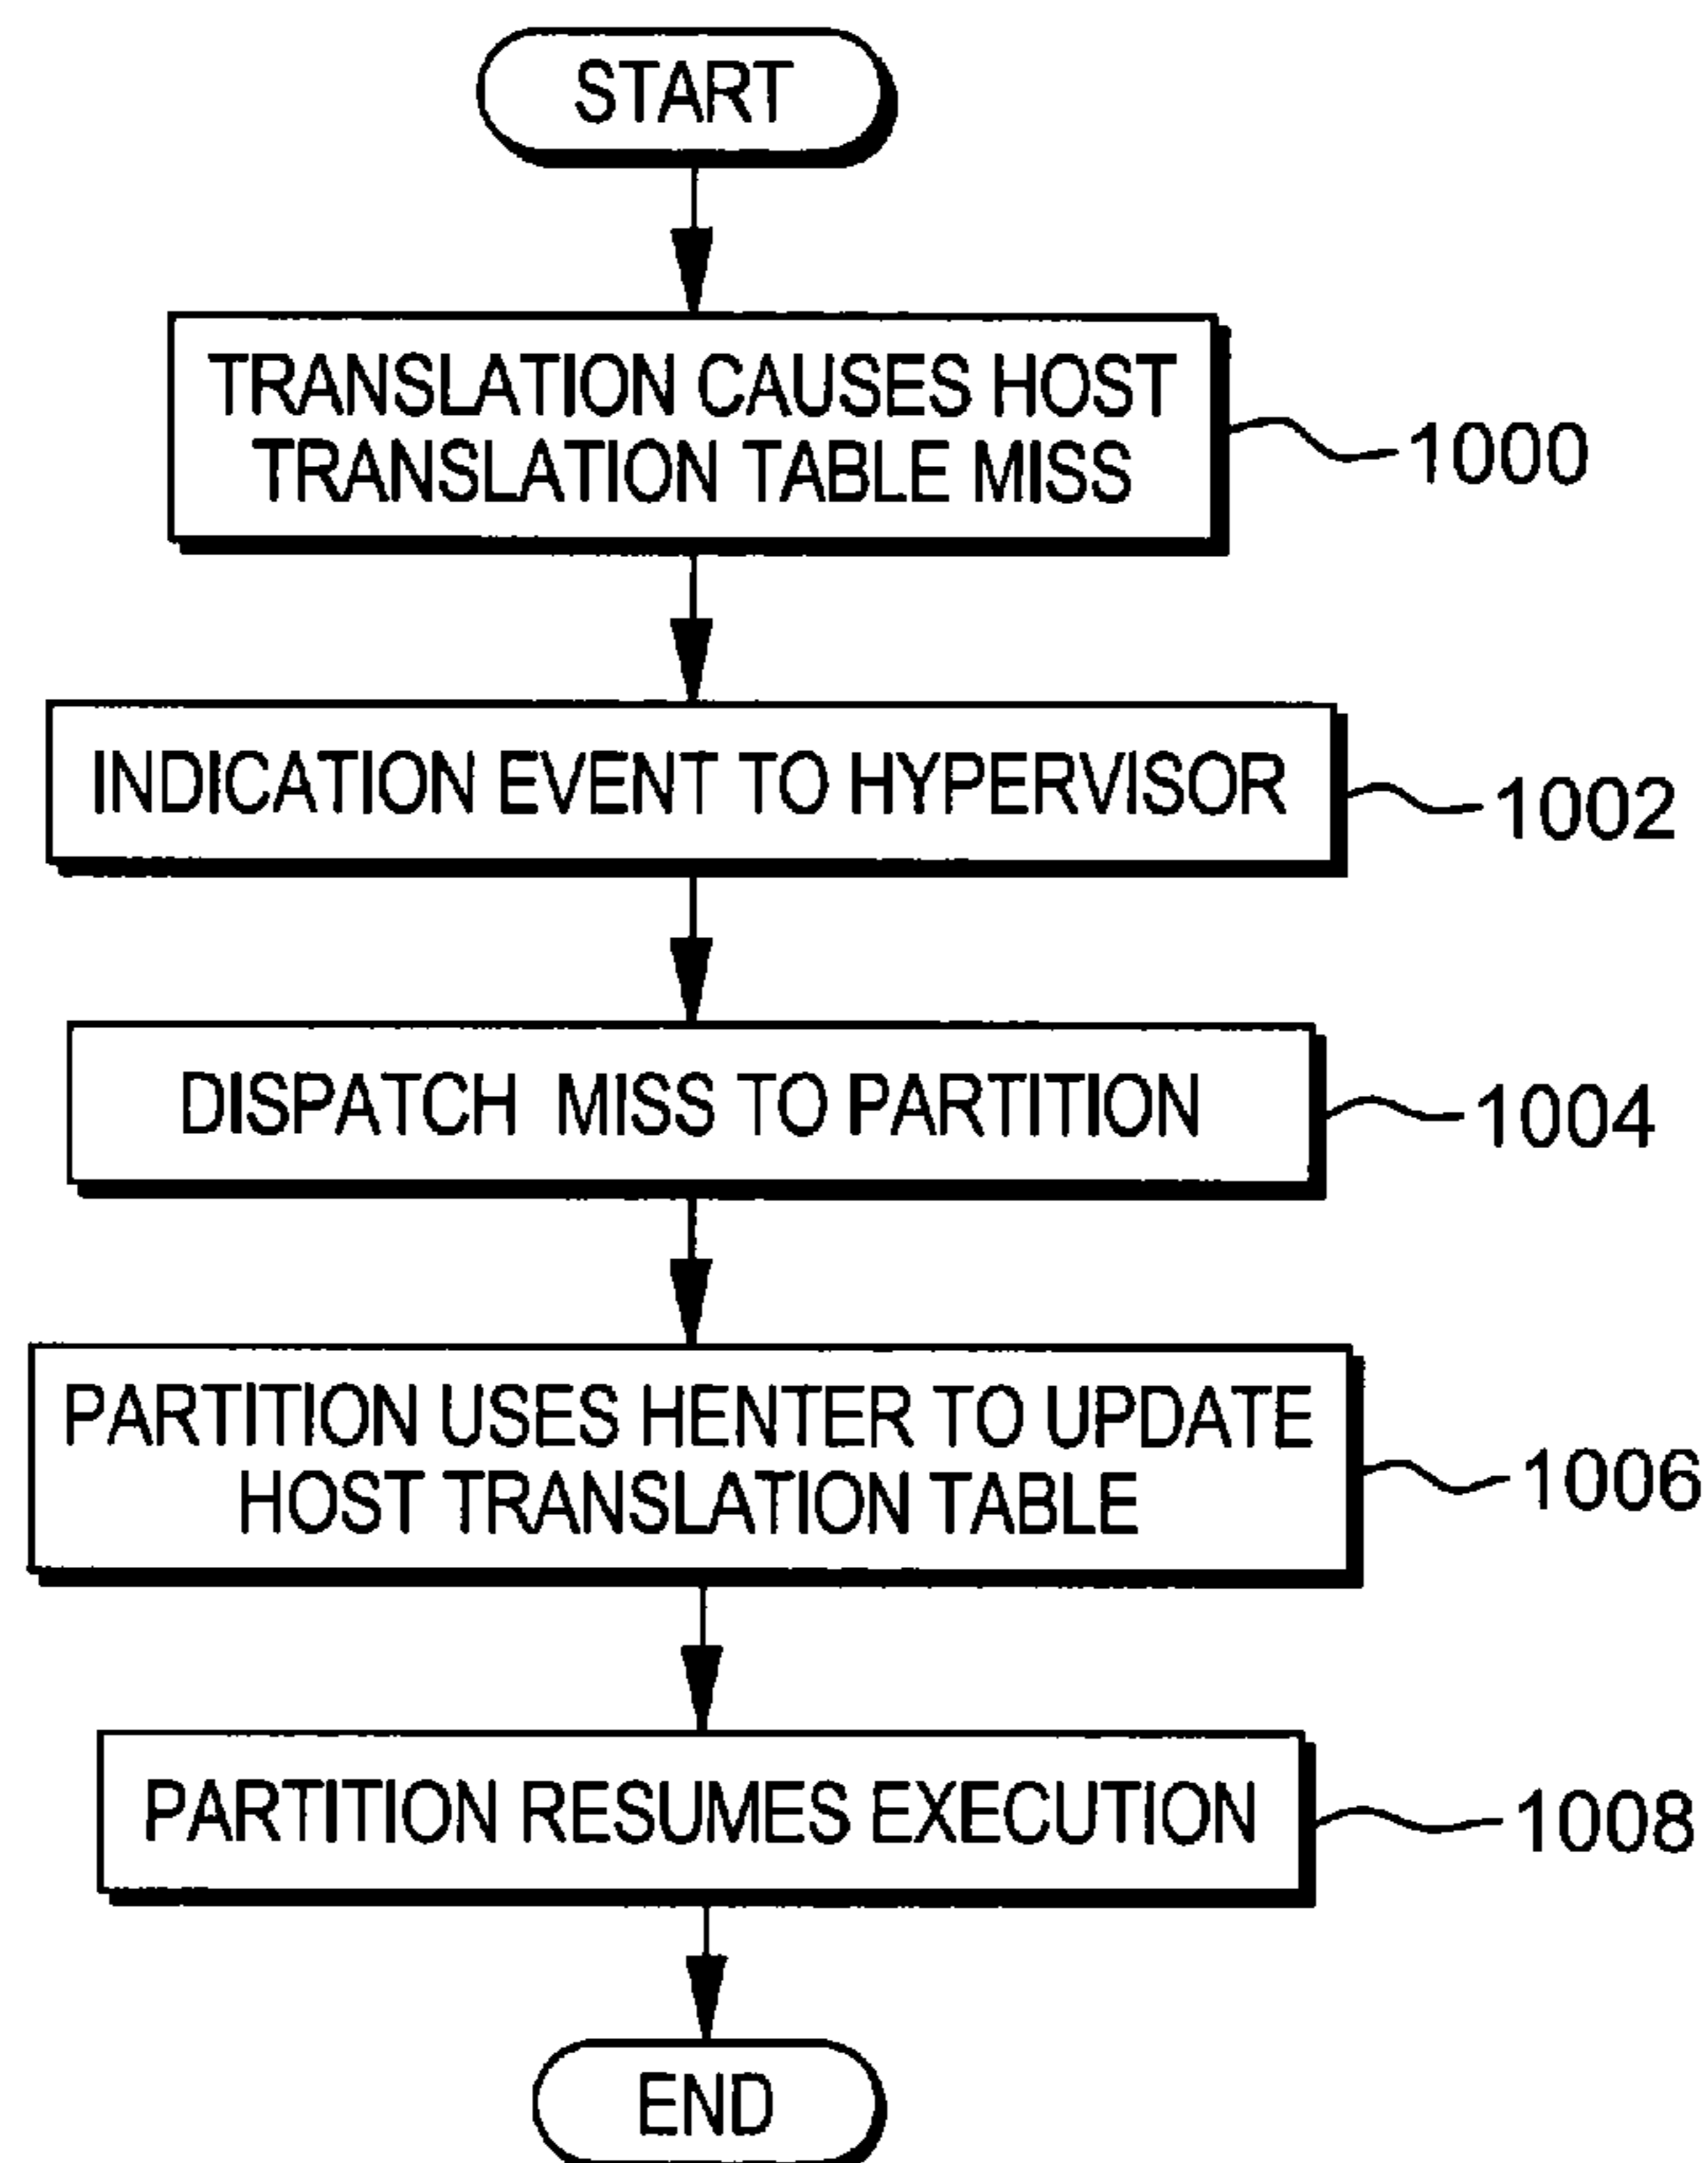 START
TRANSLATION CAUSES HOST
TRANSLATION TABLE MISS
1000
INDICATION EVENT TO HYPERVISOR
1002
DISPATCH MISS TO PARTITION
1004
PARTITION USES HENTER TO UPDATE
HOST TRANSLATION TABLE
1006
PARTITION RESUMES EXECUTION
1008
END